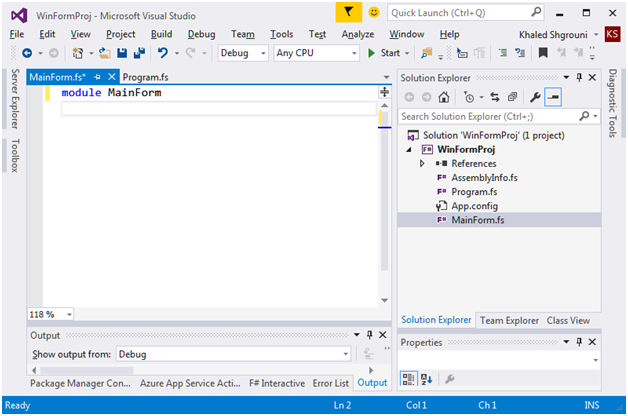 WinFormProj - Microsoft Visual Studio
Quick Launch (Ctrl+Q)
File Edit View Project Build Debug Team Tools Test Analyze Window Help Khaled Shgrouni KS
Debug Any CPU Start
Server Explorer
Toolbox
MainForm.fs* Program.fs
module MainForm
118 %
Output
Show output from: Debug
Package Manager Con... Azure App Service Acti... F# Interactive Error List Output
Solution Explorer
Search Solution Explorer (Ctrl+;)
Solution 'WinFormProj' (1 project)
F# WinFormProj
References
F# AssemblyInfo.fs
F# Program.fs
App.config
F# MainForm.fs
Solution Explorer Team Explorer Class View
Properties
Diagnostic Tools
Ready Ln 2 Col 1 Ch 1 INS